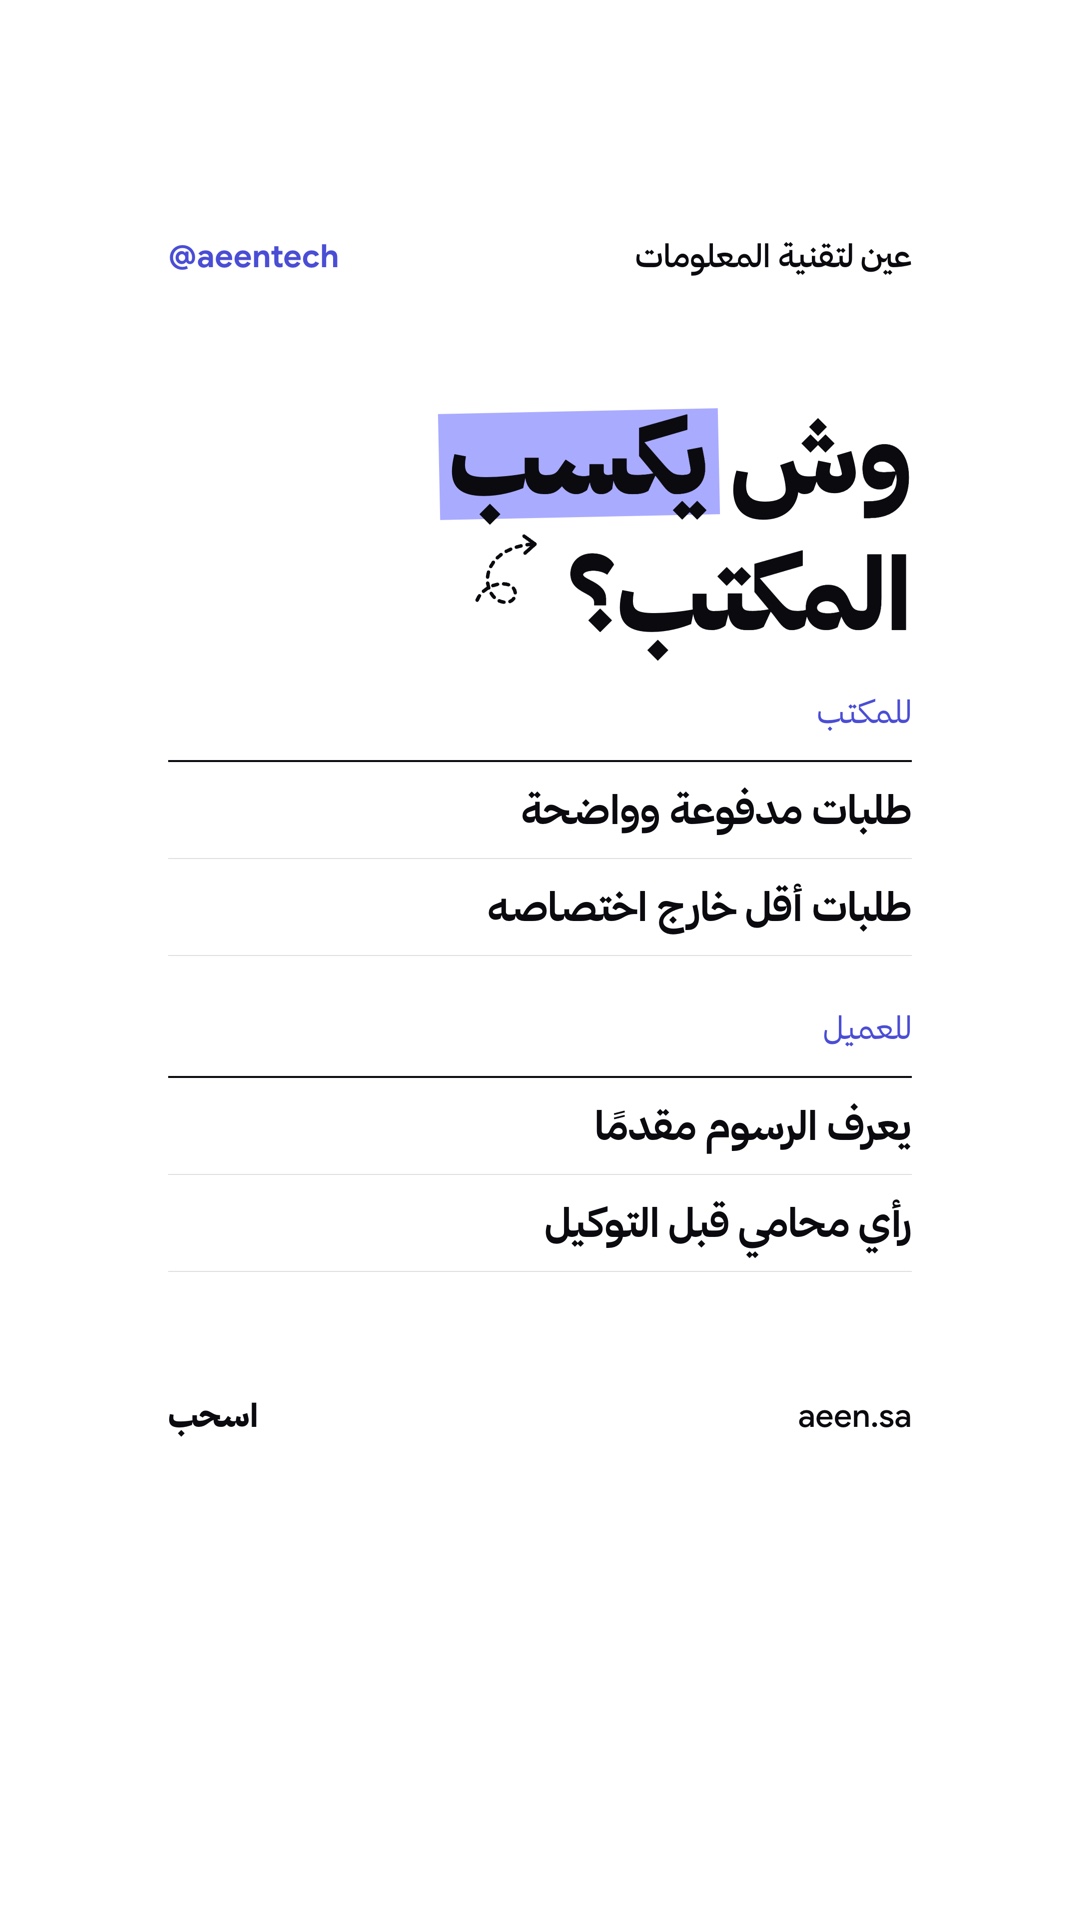 عين لتقنية المعلومات
@aeentech
وش يكسب
المكتب؟
للمكتب
طلبات مدفوعة وواضحة
طلبات أقل خارج اختصاصه
للعميل
يعرف الرسوم مقدمًا
رأي محامي قبل التوكيل
aeen.sa
اسحب